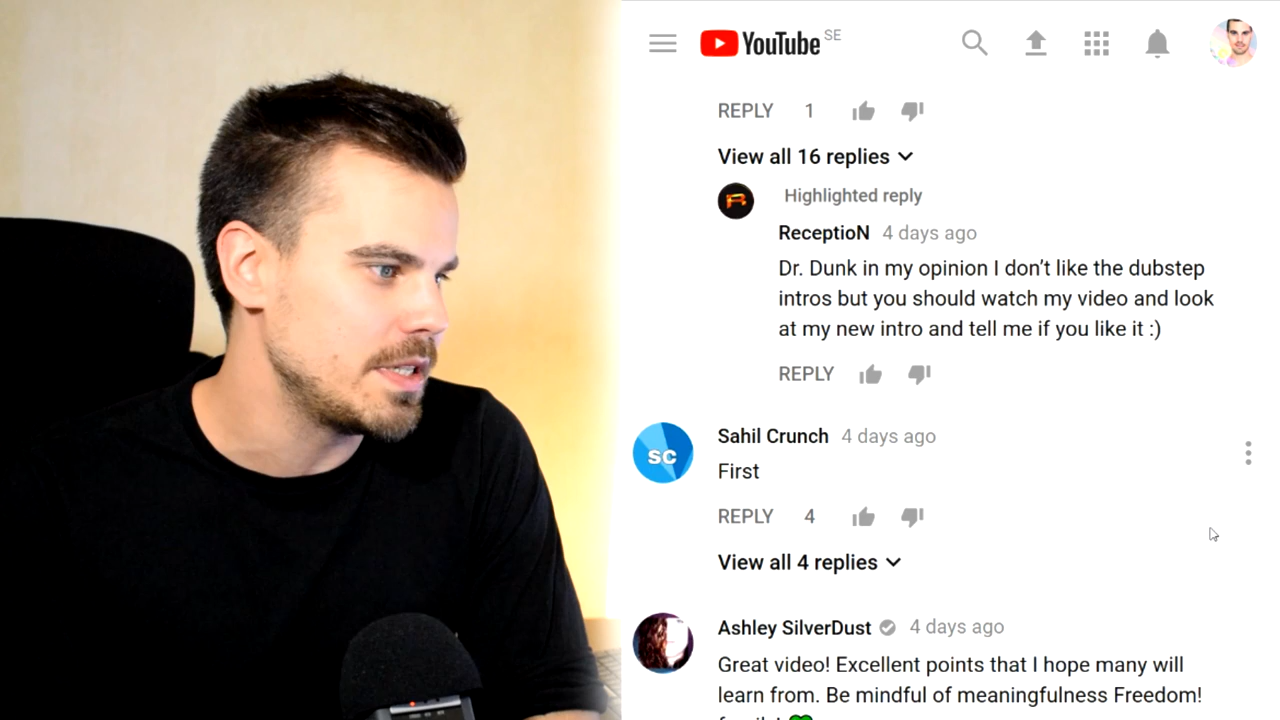 YouTube SE
REPLY 1
View all 16 replies
Highlighted reply
ReceptioN 4 days ago
Dr. Dunk in my opinion I don’t like the dubstep
intros but you should watch my video and look
at my new intro and tell me if you like it :)
REPLY
Sahil Crunch 4 days ago
SC
First
REPLY 4
View all 4 replies
Ashley SilverDust 4 days ago
Great video! Excellent points that I hope many will
learn from. Be mindful of meaningfulness Freedom!